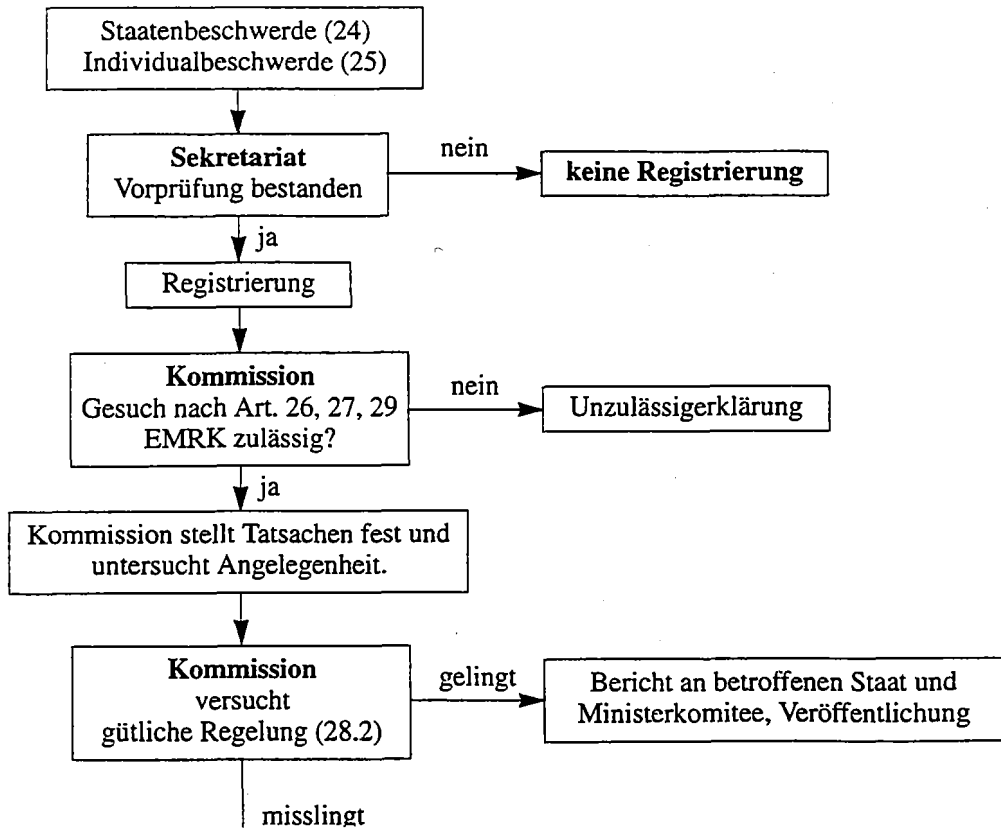 Staatenbeschwerde (24)
Individualbeschwerde (25)
Sekretariat
Vorprüfung bestanden
nein
keine Registrierung
ja
Registrierung
Kommission
Gesuch nach Art. 26, 27, 29
EMRK zulässig?
nein
Unzulässigerklärung
ja
Kommission stellt Tatsachen fest und
untersucht Angelegenheit.
Kommission
versucht
gütliche Regelung (28.2)
gelingt
Bericht an betroffenen Staat und
Ministerkomitee, Veröffentlichung
misslingt